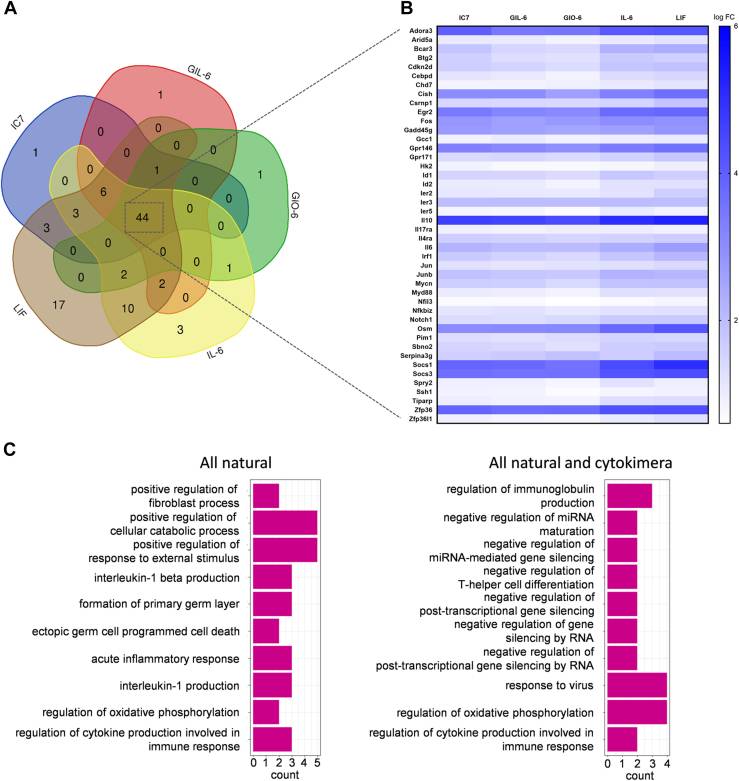 A
GIL-6
IC7
GIO-6
LIF
IL-6
1
1
1
0
0
0
0
0
1
0
0
0
0
6
0
0
3
3
44
0
0
0
0
0
0
0
2
0
1
17
10
2
0
3
B
log FC
IC7 GIL-6 GIO-6 IL-6 LIF
Adora3
Arid5a
Bcar3
Btg2
Cdkn2d
Cebpd
Chd7
Cish
Csrnp1
Egr2
Fos
Gadd45g
Gcc1
Gpr146
Gpr171
Hk2
Id1
Id2
Ier2
Ier3
Ier5
Il10
Il17ra
Il4ra
Il6
Irf1
Jun
Junb
Mycn
Myd88
Nfil3
Nfkbiz
Notch1
Osm
Pim1
Sbno2
Serpina3g
Socs1
Socs3
Spry2
Ssh1
Tiparp
Zfp36
Zfp36l1
6
4
2
C
All natural
positive regulation of
fibroblast process
positive regulation of
cellular catabolic process
positive regulation of
response to external stimulus
interleukin-1 beta production
formation of primary germ layer
ectopic germ cell programmed cell death
acute inflammatory response
interleukin-1 production
regulation of oxidative phosphorylation
regulation of cytokine production involved in
immune response
0 1 2 3 4 5
count
All natural and cytokimera
regulation of immunoglobulin
production
negative regulation of miRNA
maturation
negative regulation of
miRNA-mediated gene silencing
negative regulation of
T-helper cell differentiation
negative regulation of
post-transcriptional gene silencing
negative regulation of gene
silencing by RNA
negative regulation of
post-transcriptional gene silencing by RNA
response to virus
regulation of oxidative phosphorylation
regulation of cytokine production involved in
immune response
0 1 2 3 4
count